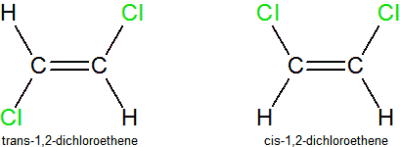 H Cl Cl Cl
C C C C
Cl H H H
trans-1,2-dichloroethene cis-1,2-dichloroethene